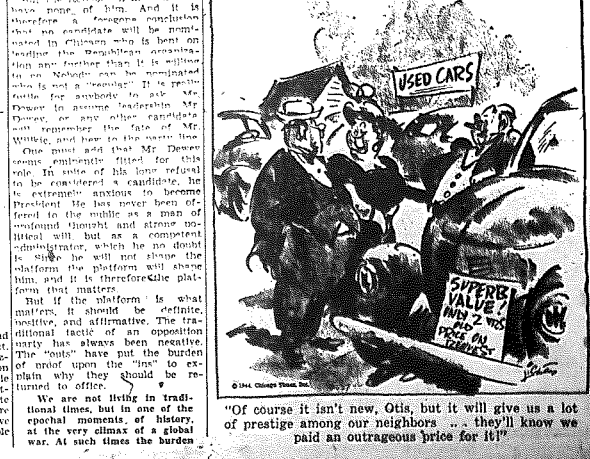 have none of him. And it is
therefore a foregone conclusion
that no candidate will be nomi-
nated in Chicago who is bent on
leading the Republican organiza-
tion any further than it is willing
to go. Nobody can be nominated
who is not a "regular." It is really
futile for anybody to ask Mr.
Dewey to assume leadership. Mr.
Dewey, or any other candidate
will remember the fate of Mr.
Willkie, and hew to the party line.
One must add that Mr. Dewey
seems eminently fitted for this
role. In spite of his long refusal
to be considered a candidate, he
is extremely anxious to become
President. He has never been of-
fered to the public as a man of
profound thought and strong po-
litical will, but as a competent
administrator, which he no doubt
is. Since he will not shape the
platform the platform will shape
him, and it is therefore the plat-
form that matters.
But if the platform is what
matters, it should be definite,
positive, and affirmative. The tra-
ditional tactic of an opposition
party has always been negative.
The "outs" have put the burden
of proof upon the "ins" to ex-
plain why they should be re-
turned to office.
We are not living in tradi-
tional times, but in one of the
epochal moments of history,
at the very climax of a global
war. At such times the burden
USED CARS
SUPERB
VALUE!
ONLY 2 YRS
OLD
PRICE ON
REQUEST
© 1944, Chicago Times, Inc.
"Of course it isn't new, Otis, but it will give us a lot
of prestige among our neighbors ... they'll know we
paid an outrageous price for it!"